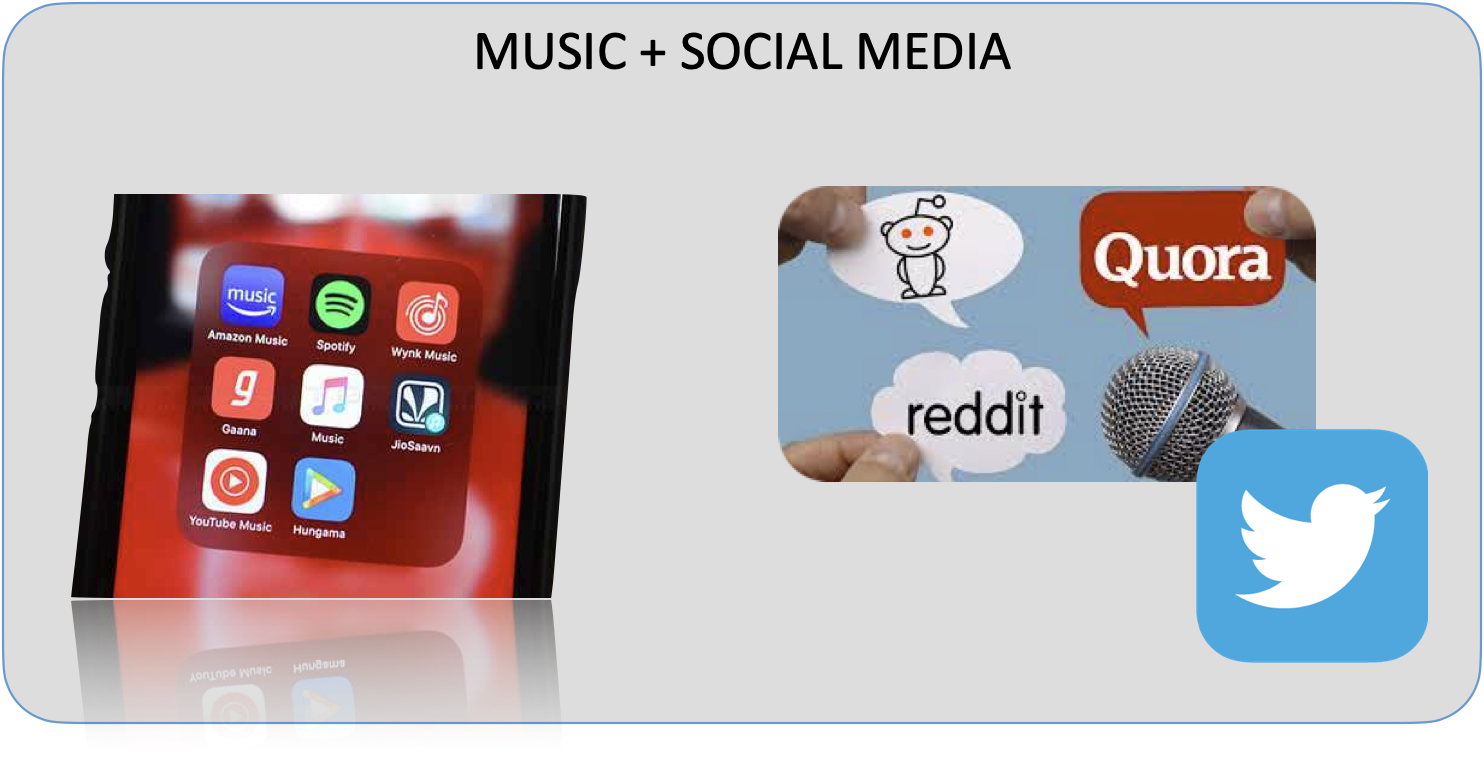 MUSIC + SOCIAL MEDIA
music
Amazon Music
Spotify
Wynk Music
g
Gaana
Music
JioSaavn
YouTube Music
Hungama
Quora
reddit